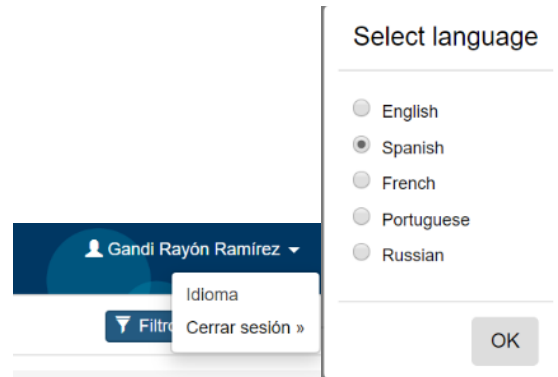 Select language
English
Spanish
French
Portuguese
Russian
OK
Gandi Rayón Ramírez
Idioma
Cerrar sesión »